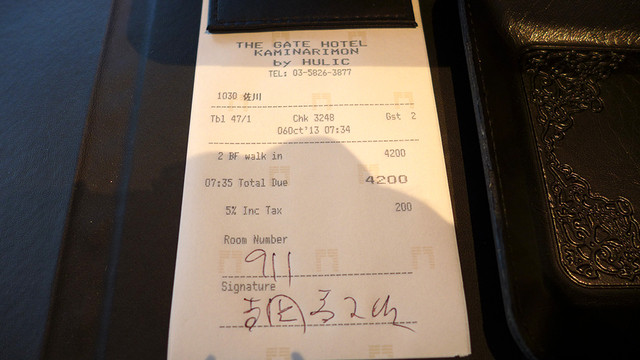 THE GATE HOTEL
KAMINARIMON
by HULIC
TEL: 03-5826-3877
1030 佐川
Tbl 47/1 Chk 3248 Gst 2
06Oct'13 07:34
2 BF walk in 4200
07:35 Total Due 4200
5% Inc Tax 200
Room Number
911
Signature